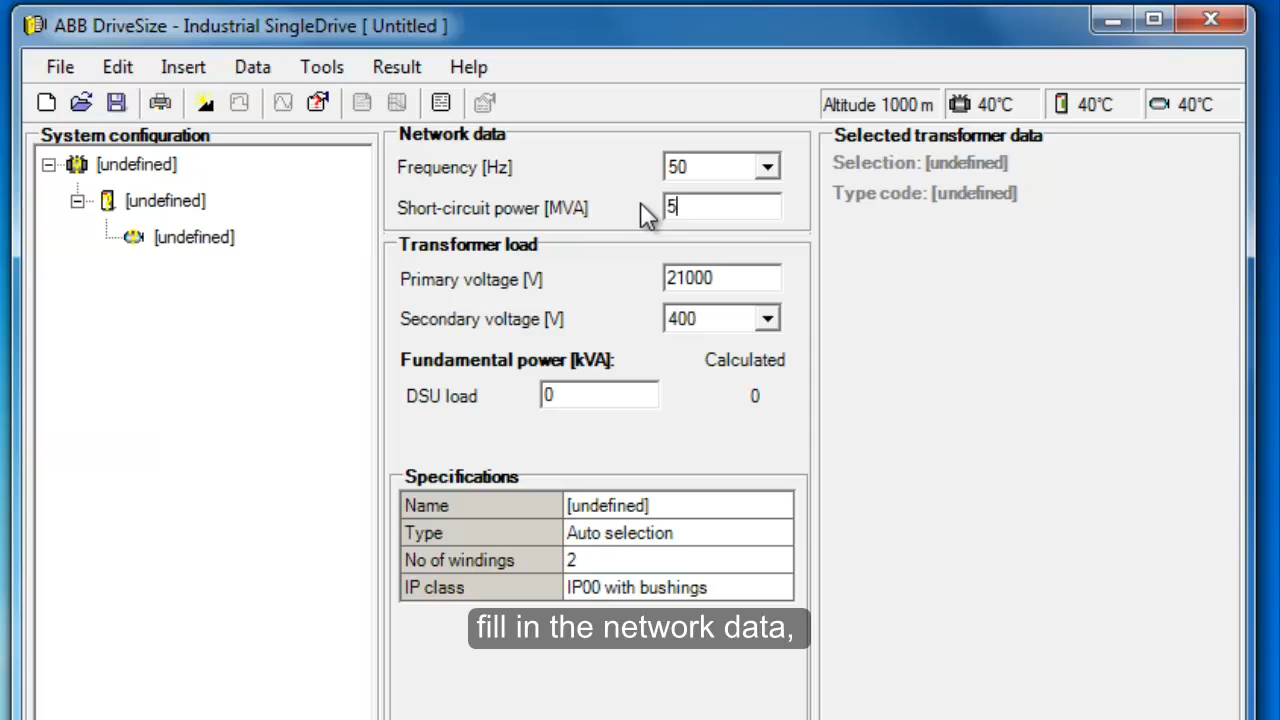 ABB DriveSize - Industrial SingleDrive [ Untitled ]
File Edit Insert Data Tools Result Help
Altitude 1000 m 40°C 40°C 40°C
System configuration
[undefined]
[undefined]
[undefined]
Network data
Frequency [Hz] 50
Short-circuit power [MVA] 5
Transformer load
Primary voltage [V] 21000
Secondary voltage [V] 400
Fundamental power [kVA]: Calculated
DSU load 0 0
Specifications
Name [undefined]
Type Auto selection
No of windings 2
IP class IP00 with bushings
Selected transformer data
Selection: [undefined]
Type code: [undefined]
fill in the network data,